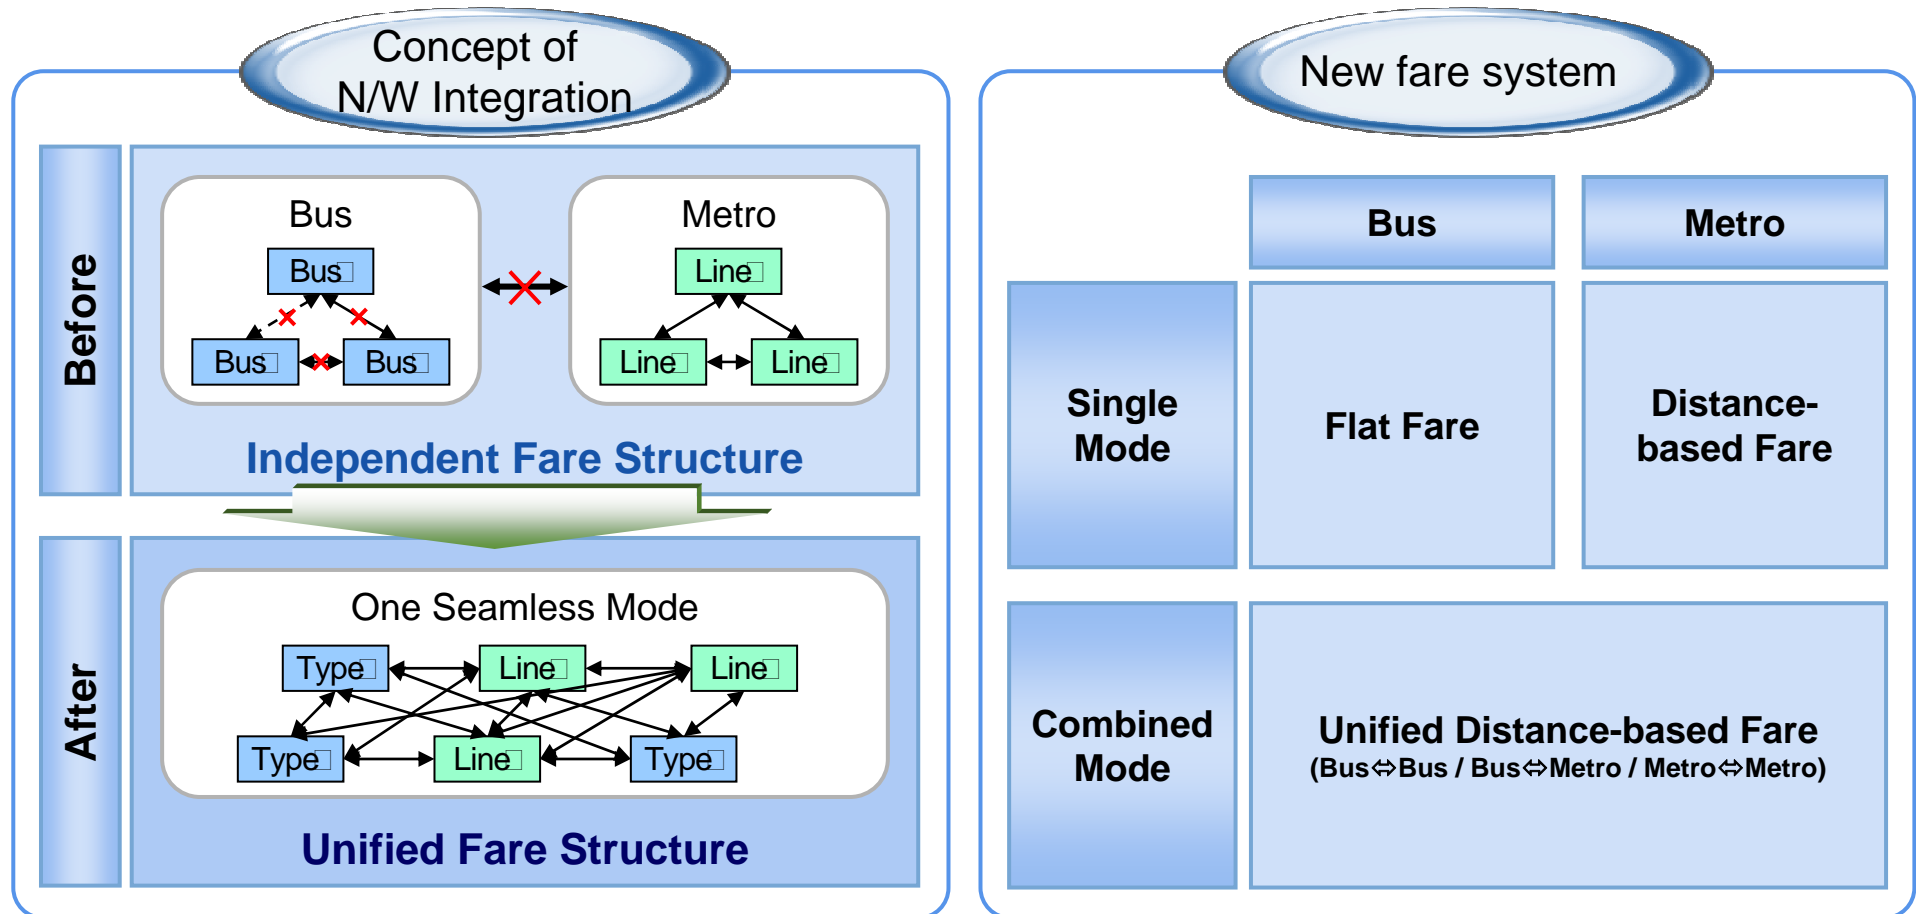 Concept of
N/W Integration
Before
Bus
Bus□
Bus□
Bus□
Metro
Line□
Line□
Line□
Independent Fare Structure
After
One Seamless Mode
Type□
Line□
Line□
Type□
Line□
Type□
Unified Fare Structure
New fare system
Bus
Metro
Single
Mode
Flat Fare
Distance-
based Fare
Combined
Mode
Unified Distance-based Fare
(Bus⇔Bus / Bus⇔Metro / Metro⇔Metro)